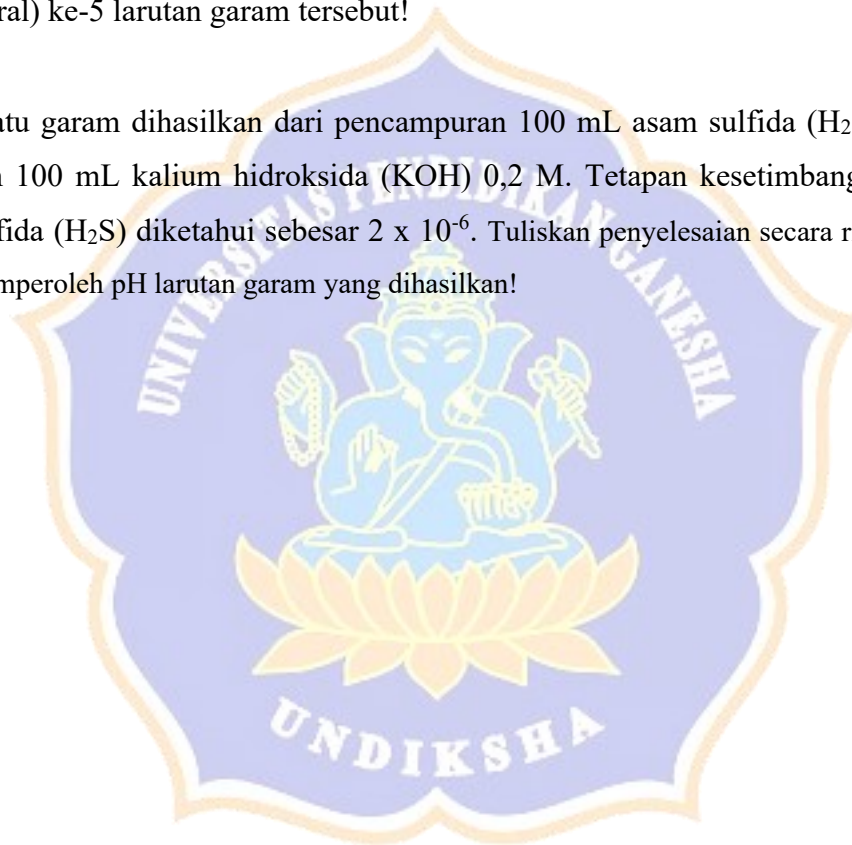 ral) ke-5 larutan garam tersebut!
atu garam dihasilkan dari pencampuran 100 mL asam sulfida (H₂
100 mL kalium hidroksida (KOH) 0,2 M. Tetapan kesetimbang
fida (H₂S) diketahui sebesar 2 x 10⁻⁶. Tuliskan penyelesaian secara r
mperoleh pH larutan garam yang dihasilkan!
UNIVERSITAS PENDIDIKAN GANESHA
UNDIKSHA